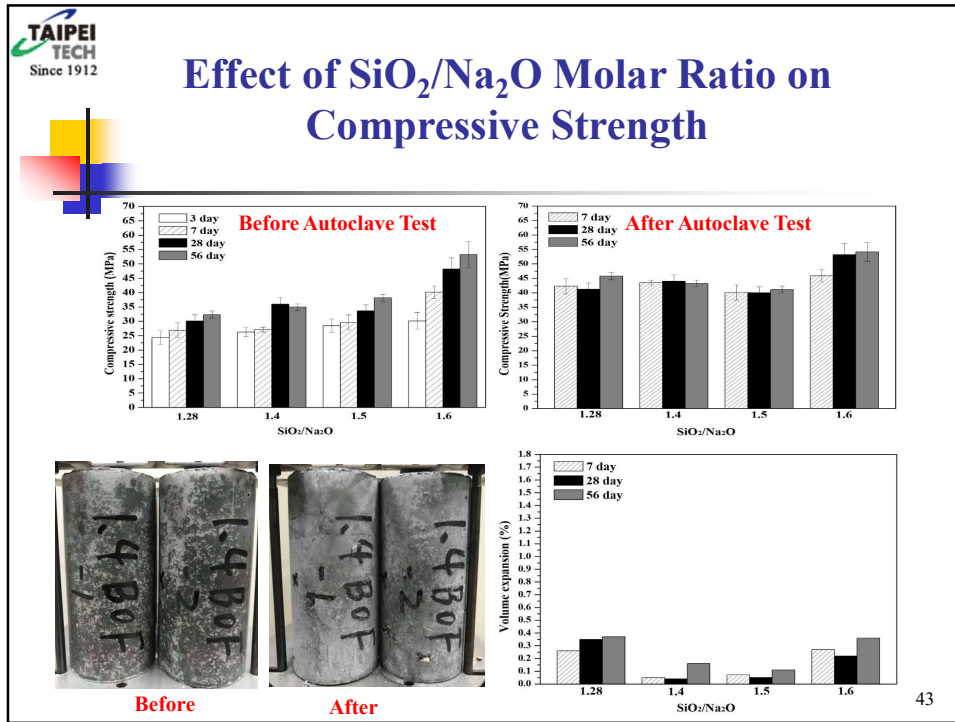 TAIPEI
TECH
Since 1912
Effect of SiO₂/Na₂O Molar Ratio on
Compressive Strength
Before Autoclave Test
3 day
7 day
28 day
56 day
Compressive strength (MPa)
70
65
60
55
50
45
40
35
30
25
20
15
10
5
0
1.28 1.4 1.5 1.6
SiO₂/Na₂O
After Autoclave Test
7 day
28 day
56 day
Compressive Strength(MPa)
70
65
60
55
50
45
40
35
30
25
20
15
10
5
0
1.28 1.4 1.5 1.6
SiO₂/Na₂O
1.4 BOF
-1
1.4 BOF
-2
Before
1.4 BOF
1.4 BOF
-2
After
7 day
28 day
56 day
Volume expansion (%)
1.8
1.7
1.6
1.5
1.4
1.3
1.2
1.1
1.0
0.9
0.8
0.7
0.6
0.5
0.4
0.3
0.2
0.1
0.0
1.28 1.4 1.5 1.6
SiO₂/Na₂O
43